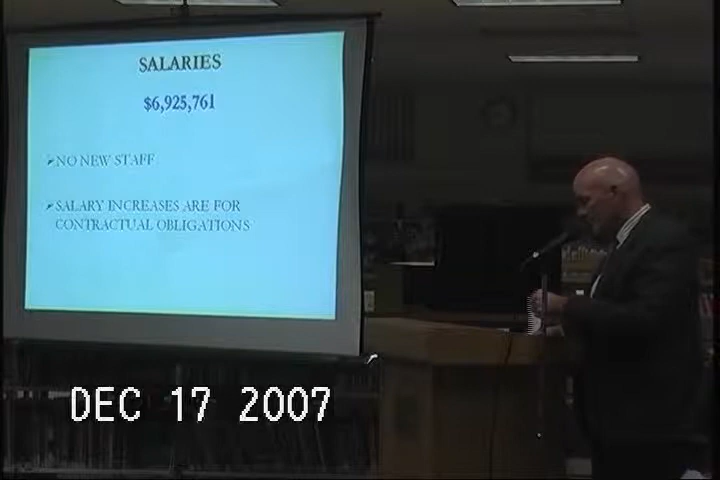 SALARIES
$6,925,761
➢ NO NEW STAFF
➢ SALARY INCREASES ARE FOR
CONTRACTUAL OBLIGATIONS
DEC 17 2007